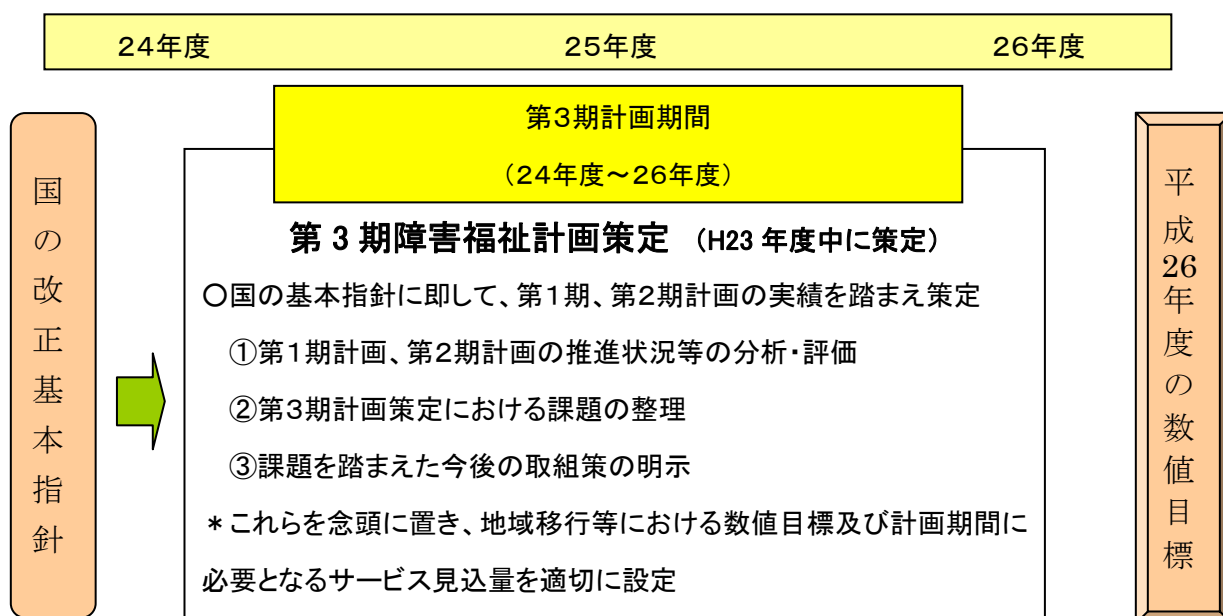 24年度 25年度 26年度
第3期計画期間
(24年度～26年度)
国の改正基本指針
第3期障害福祉計画策定 (H23年度中に策定)
○国の基本指針に即して、第1期、第2期計画の実績を踏まえ策定
①第1期計画、第2期計画の推進状況等の分析・評価
②第3期計画策定における課題の整理
③課題を踏まえた今後の取組策の明示
*これらを念頭に置き、地域移行等における数値目標及び計画期間に
必要となるサービス見込量を適切に設定
平成26年度の数値目標